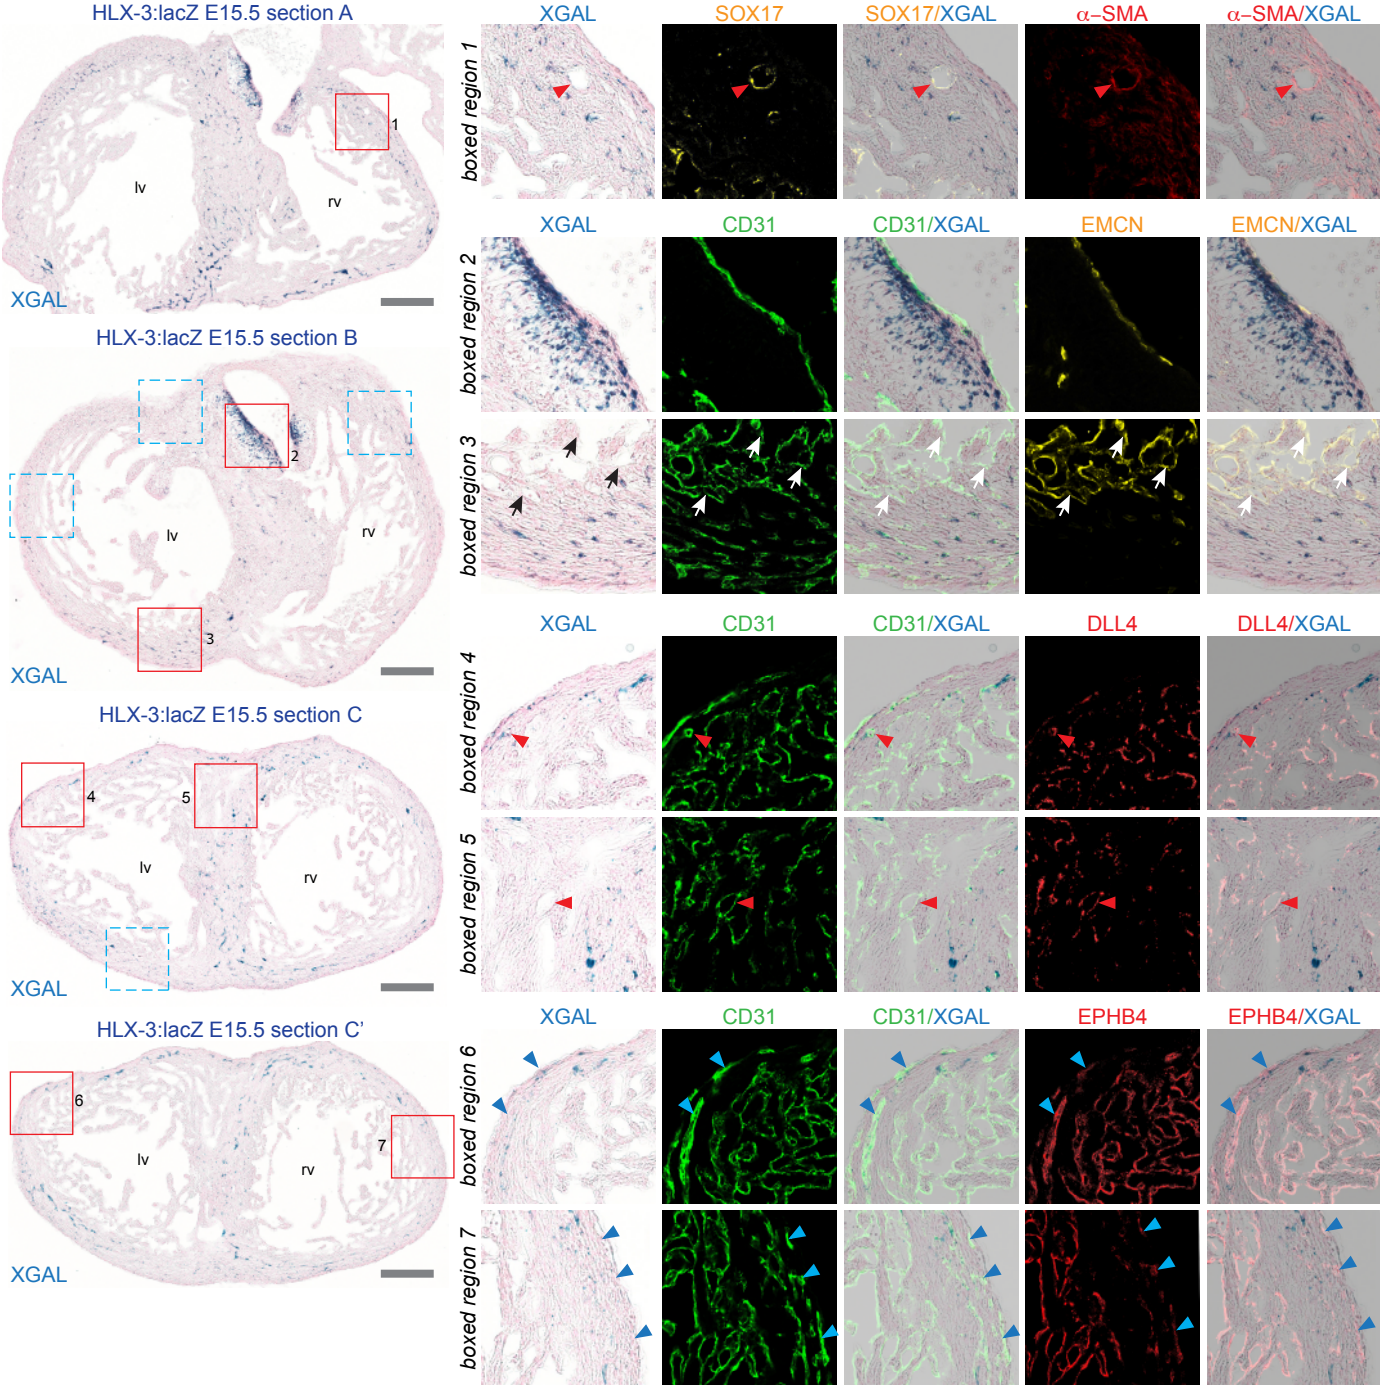 HLX-3:lacZ E15.5 section A
lv
rv
1
XGAL
HLX-3:lacZ E15.5 section B
lv
rv
2
3
XGAL
HLX-3:lacZ E15.5 section C
4
5
lv
rv
XGAL
HLX-3:lacZ E15.5 section C’
6
7
lv
rv
XGAL
XGAL SOX17 SOX17/XGAL α–SMA α–SMA/XGAL
boxed region 1
XGAL CD31 CD31/XGAL EMCN EMCN/XGAL
boxed region 2
boxed region 3
XGAL CD31 CD31/XGAL DLL4 DLL4/XGAL
boxed region 4
boxed region 5
XGAL CD31 CD31/XGAL EPHB4 EPHB4/XGAL
boxed region 6
boxed region 7